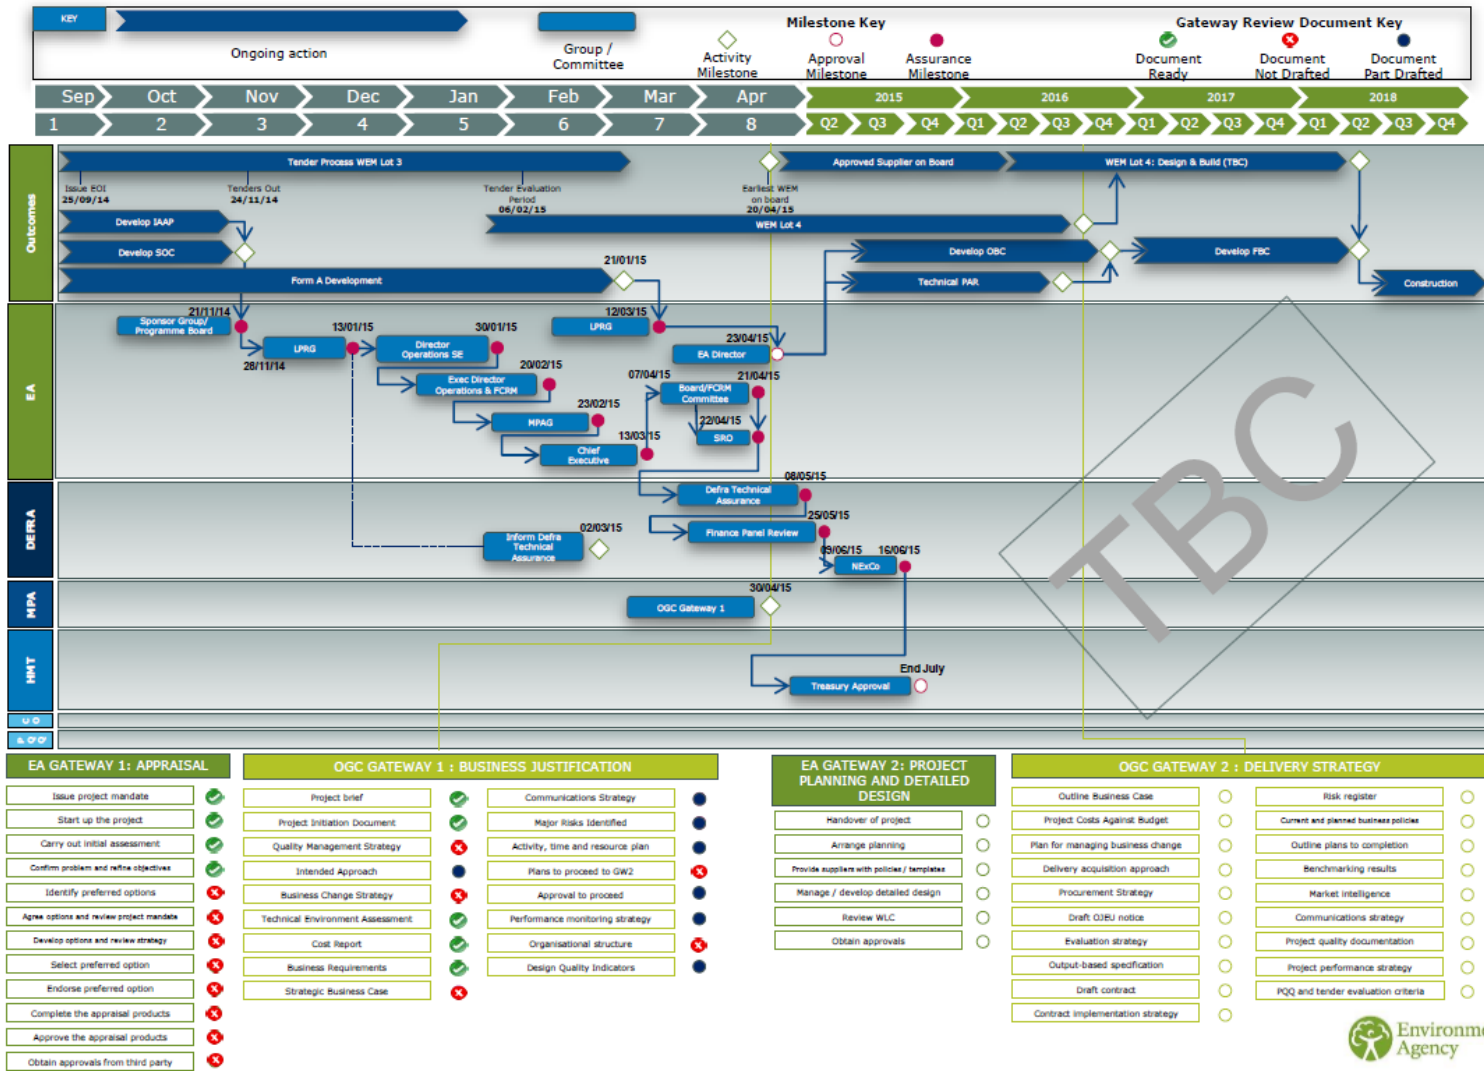 KEY
Ongoing action
Group /
Committee
Milestone Key
Activity
Milestone
Approval
Milestone
Assurance
Milestone
Gateway Review Document Key
Document
Ready
Document
Not Drafted
Document
Part Drafted
Sep Oct Nov Dec Jan Feb Mar Apr 2015 2016 2017 2018
1 2 3 4 5 6 7 8 Q2 Q3 Q4 Q1 Q2 Q3 Q4 Q1 Q2 Q3 Q4 Q1 Q2 Q3 Q4
Outcomes
Tender Process WEM Lot 3
Approved Supplier on Board
WEM Lot 4: Design & Build (TBC)
Issue EOI
25/09/14
Tenders Out
24/11/14
Tender Evaluation
Period
06/02/15
Earliest WEM
on board
20/04/15
Develop IAAP
WEM Lot 4
Develop SOC
Develop OBC
Develop FBC
21/01/15
Form A Development
Technical PAR
Construction
EA
21/11/14
Sponsor Group/
Programme Board
28/11/14
LPRG
13/01/15
Director
Operations SE
30/01/15
Exec Director
Operations & FCRM
20/02/15
MPAG
23/02/15
Chief
Executive
13/03/15
LPRG
12/03/15
EA Director
23/04/15
07/04/15
Board/FCRM
Committee
21/04/15
22/04/15
SRO
TBC
DEFRA
Defra Technical
Assurance
08/05/15
Finance Panel Review
25/05/15
Inform Defra
Technical
Assurance
02/03/15
09/06/15
NExCo
16/06/15
MPA
OGC Gateway 1
30/04/15
HMT
Treasury Approval
End July
EA GATEWAY 1: APPRAISAL
Issue project mandate
Start up the project
Carry out initial assessment
Confirm problem and refine objectives
Identify preferred options
Agree options and review project mandate
Develop options and review strategy
Select preferred option
Endorse preferred option
Complete the appraisal products
Approve the appraisal products
Obtain approvals from third party
OGC GATEWAY 1 : BUSINESS JUSTIFICATION
Project brief
Project Initiation Document
Quality Management Strategy
Intended Approach
Business Change Strategy
Technical Environment Assessment
Cost Report
Business Requirements
Strategic Business Case
Communications Strategy
Major Risks Identified
Activity, time and resource plan
Plans to proceed to GW2
Approval to proceed
Performance monitoring strategy
Organisational structure
Design Quality Indicators
EA GATEWAY 2: PROJECT
PLANNING AND DETAILED
DESIGN
Handover of project
Arrange planning
Provide suppliers with policies / templates
Manage / develop detailed design
Review WLC
Obtain approvals
OGC GATEWAY 2 : DELIVERY STRATEGY
Outline Business Case
Project Costs Against Budget
Plan for managing business change
Delivery acquisition approach
Procurement Strategy
Draft OJEU notice
Evaluation strategy
Output-based specification
Draft contract
Contract implementation strategy
Risk register
Current and planned business policies
Outline plans to completion
Benchmarking results
Market intelligence
Communications strategy
Project quality documentation
Project performance strategy
PQQ and tender evaluation criteria
Environme
Agency